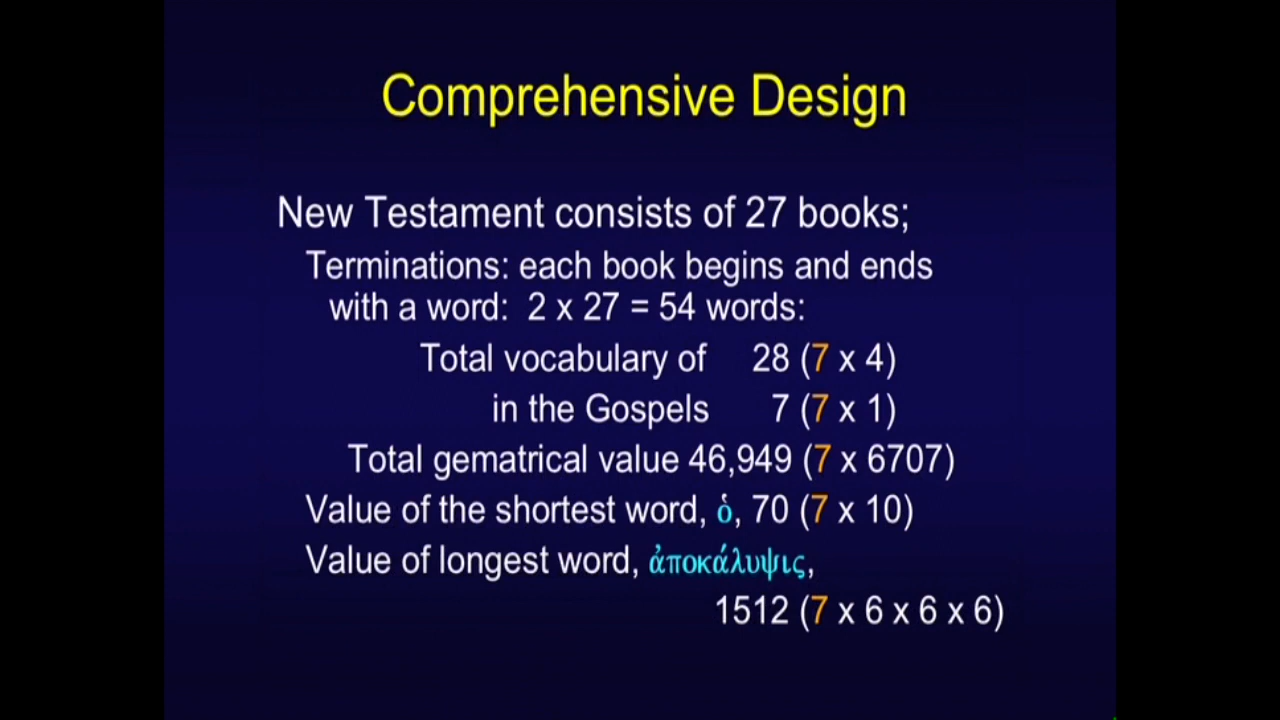 Comprehensive Design
New Testament consists of 27 books;
Terminations: each book begins and ends
with a word: 2 x 27 = 54 words:
Total vocabulary of 28 (7 x 4)
in the Gospels 7 (7 x 1)
Total gematrical value 46,949 (7 x 6707)
Value of the shortest word, ὁ, 70 (7 x 10)
Value of longest word, ἀποκάλυψις,
1512 (7 x 6 x 6 x 6)